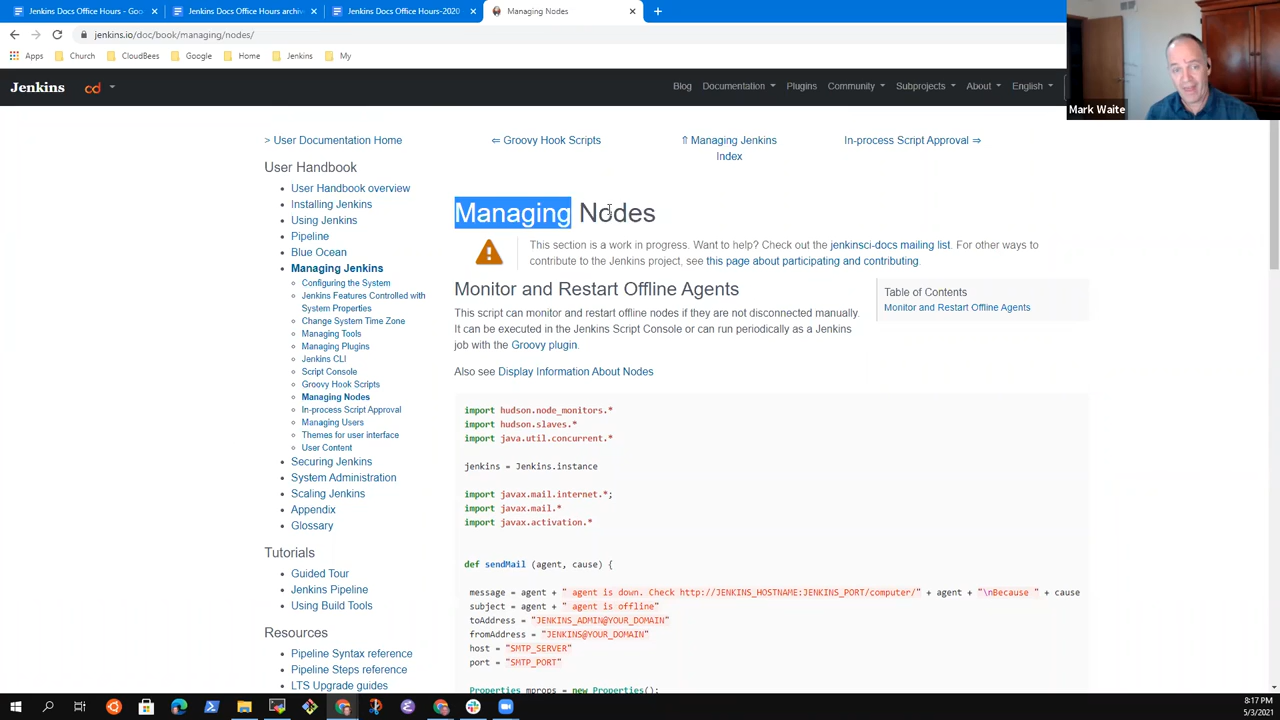 Jenkins Docs Office Hours - Goo
Jenkins Docs Office Hours archiv
Jenkins Docs Office Hours-2020
Managing Nodes
jenkins.io/doc/book/managing/nodes/
Apps
Church
CloudBees
Google
Home
Jenkins
My
Jenkins
cd
Blog
Documentation
Plugins
Community
Subprojects
About
English
Mark Waite
> User Documentation Home
⇐ Groovy Hook Scripts
⇑ Managing Jenkins
Index
In-process Script Approval ⇒
User Handbook
User Handbook overview
Installing Jenkins
Using Jenkins
Pipeline
Blue Ocean
Managing Jenkins
Configuring the System
Jenkins Features Controlled with
System Properties
Change System Time Zone
Managing Tools
Managing Plugins
Jenkins CLI
Script Console
Groovy Hook Scripts
Managing Nodes
In-process Script Approval
Managing Users
Themes for user interface
User Content
Securing Jenkins
System Administration
Scaling Jenkins
Appendix
Glossary
Tutorials
Guided Tour
Jenkins Pipeline
Using Build Tools
Resources
Pipeline Syntax reference
Pipeline Steps reference
LTS Upgrade guides
Managing Nodes
This section is a work in progress. Want to help? Check out the jenkinsci-docs mailing list. For other ways to
contribute to the Jenkins project, see this page about participating and contributing.
Monitor and Restart Offline Agents
This script can monitor and restart offline nodes if they are not disconnected manually.
It can be executed in the Jenkins Script Console or can run periodically as a Jenkins
job with the Groovy plugin.
Also see Display Information About Nodes
Table of Contents
Monitor and Restart Offline Agents
import hudson.node_monitors.*
import hudson.slaves.*
import java.util.concurrent.*
jenkins = Jenkins.instance
import javax.mail.internet.*;
import javax.mail.*
import javax.activation.*
def sendMail (agent, cause) {
message = agent + " agent is down. Check http://JENKINS_HOSTNAME:JENKINS_PORT/computer/" + agent + "\nBecause " + cause
subject = agent + " agent is offline"
toAddress = "JENKINS_ADMIN@YOUR_DOMAIN"
fromAddress = "JENKINS@YOUR_DOMAIN"
host = "SMTP_SERVER"
port = "SMTP_PORT"
Properties mprops = new Properties();
8:17 PM
5/3/2021